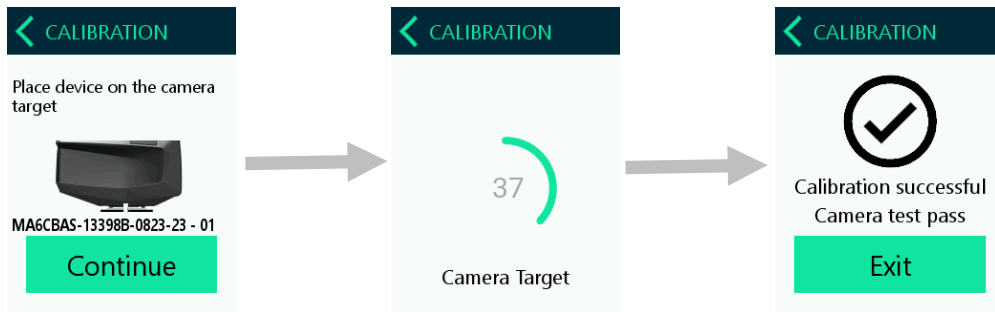 CALIBRATION
Place device on the camera
target
MA6CBAS-13398B-0823-23 - 01
Continue
CALIBRATION
37
Camera Target
CALIBRATION
Calibration successful
Camera test pass
Exit